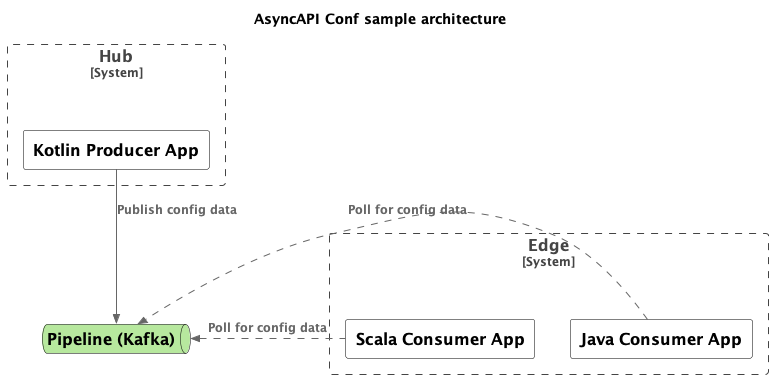 AsyncAPI Conf sample architecture
Hub
[System]
Kotlin Producer App
Publish config data
Poll for config data
Edge
[System]
Poll for config data
Pipeline (Kafka)
Scala Consumer App
Java Consumer App